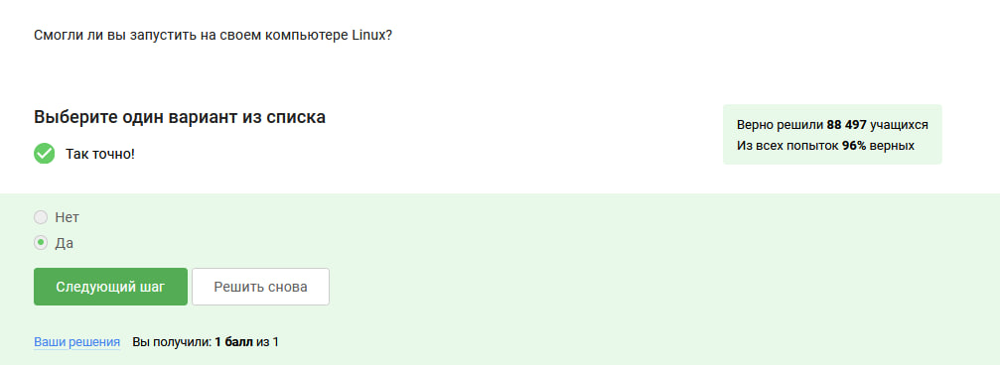 Смогли ли вы запустить на своем компьютере Linux?
Выберите один вариант из списка
Так точно!
Верно решили 88 497 учащихся
Из всех попыток 96% верных
Нет
Да
Следующий шаг
Решить снова
Ваши решения
Вы получили: 1 балл из 1